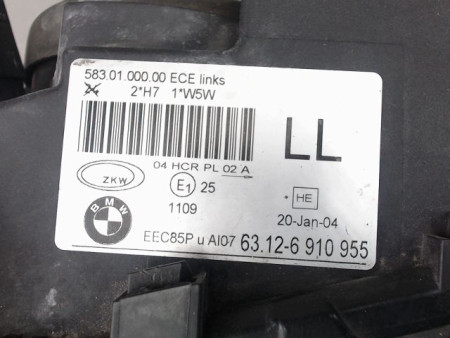 583.01.000.00 ECE links
2*H7 1*W5W
LL
04 HCR PL 02 A
ZKW
E1 25
HE
1109
20-Jan-04
BMW
EEC85P u AI07 63.12-6 910 955